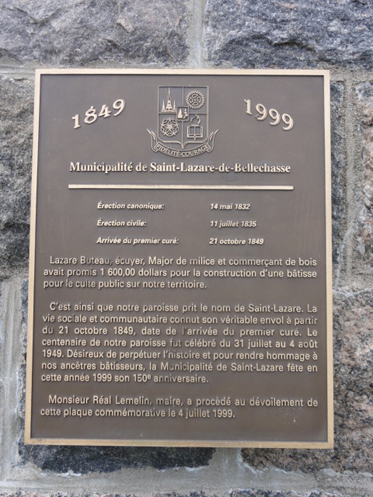 1849 1999
FIDÉLITÉ-COURAGE
Municipalité de Saint-Lazare-de-Bellechasse
Érection canonique: 14 mai 1832
Érection civile: 11 juillet 1835
Arrivée du premier curé: 21 octobre 1849
Lazare Buteau, écuyer, Major de milice et commerçant de bois
avait promis 1 600,00 dollars pour la construction d'une bâtisse
pour le culte public sur notre territoire.
C'est ainsi que notre paroisse prit le nom de Saint-Lazare. La
vie sociale et communautaire connut son véritable envol à partir
du 21 octobre 1849, date de l'arrivée du premier curé. Le
centenaire de notre paroisse fut célébré du 31 juillet au 4 août
1949. Désireux de perpétuer l'histoire et pour rendre hommage à
nos ancêtres bâtisseurs, la Municipalité de Saint-Lazare fête en
cette année 1999 son 150e anniversaire.
Monsieur Réal Lemelin, maire, a procédé au dévoilement de
cette plaque commémorative le 4 juillet 1999.